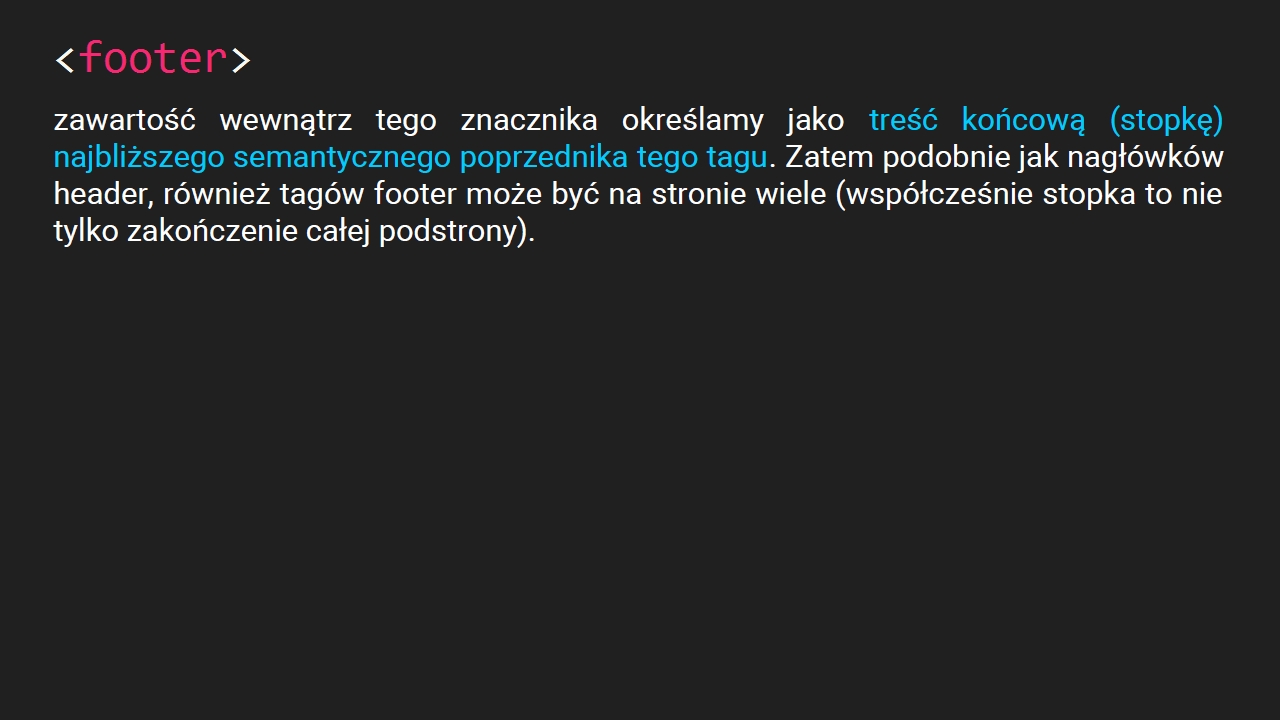 <footer>
zawartość wewnątrz tego znacznika określamy jako treść końcową (stopkę)
najbliższego semantycznego poprzednika tego tagu. Zatem podobnie jak nagłówków
header, również tagów footer może być na stronie wiele (współcześnie stopka to nie
tylko zakończenie całej podstrony).